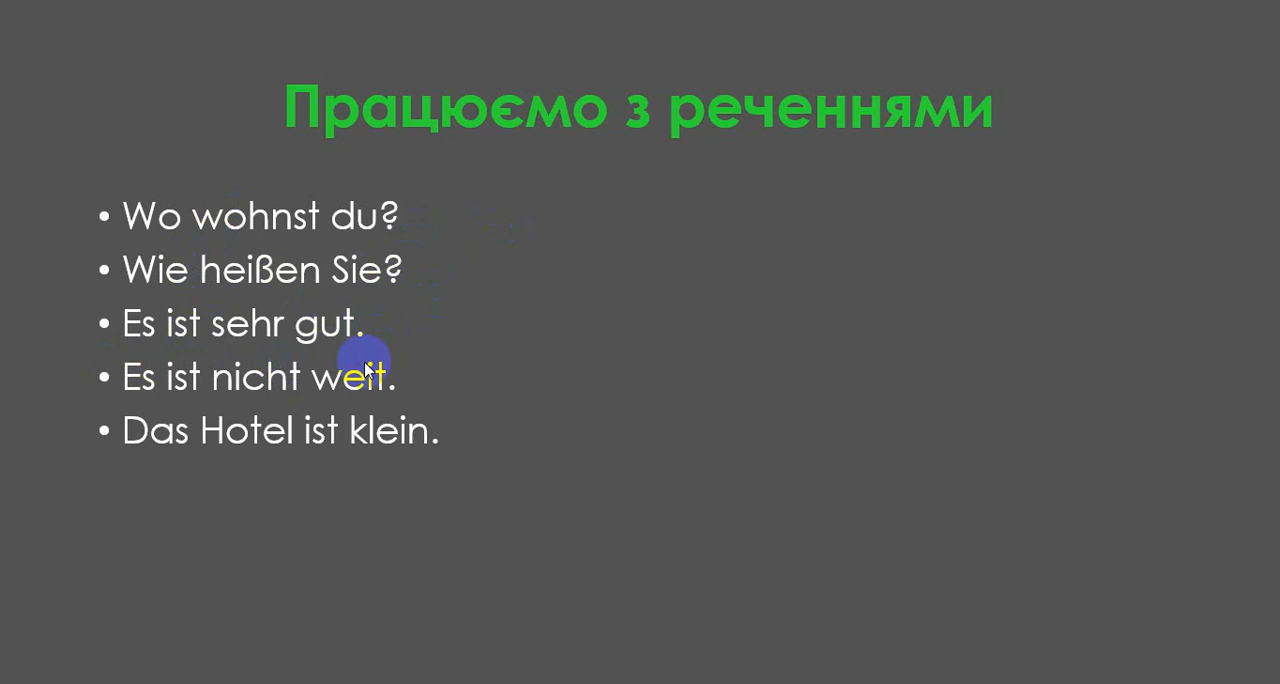 Працюємо з реченнями
• Wo wohnst du?
• Wie heißen Sie?
• Es ist sehr gut.
• Es ist nicht weit.
• Das Hotel ist klein.